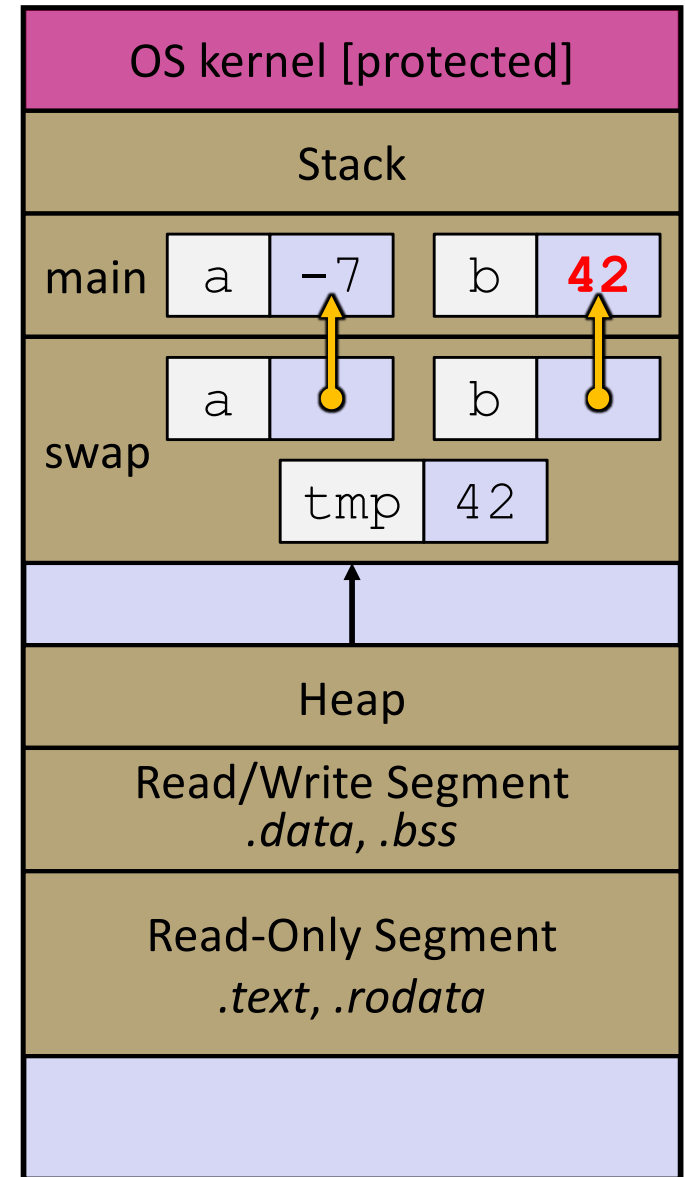 OS kernel [protected]
Stack
main a -7 b 42
a b
swap
tmp 42
Heap
Read/Write Segment
.data, .bss
Read-Only Segment
.text, .rodata